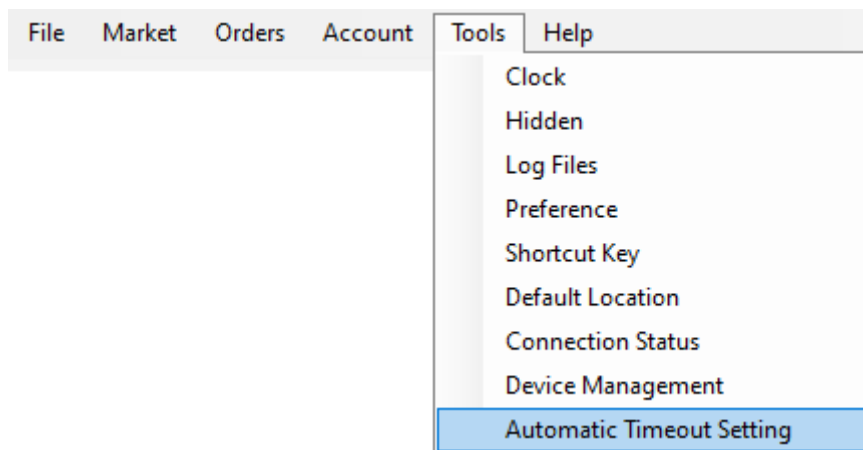 File Market Orders Account Tools Help
Clock
Hidden
Log Files
Preference
Shortcut Key
Default Location
Connection Status
Device Management
Automatic Timeout Setting